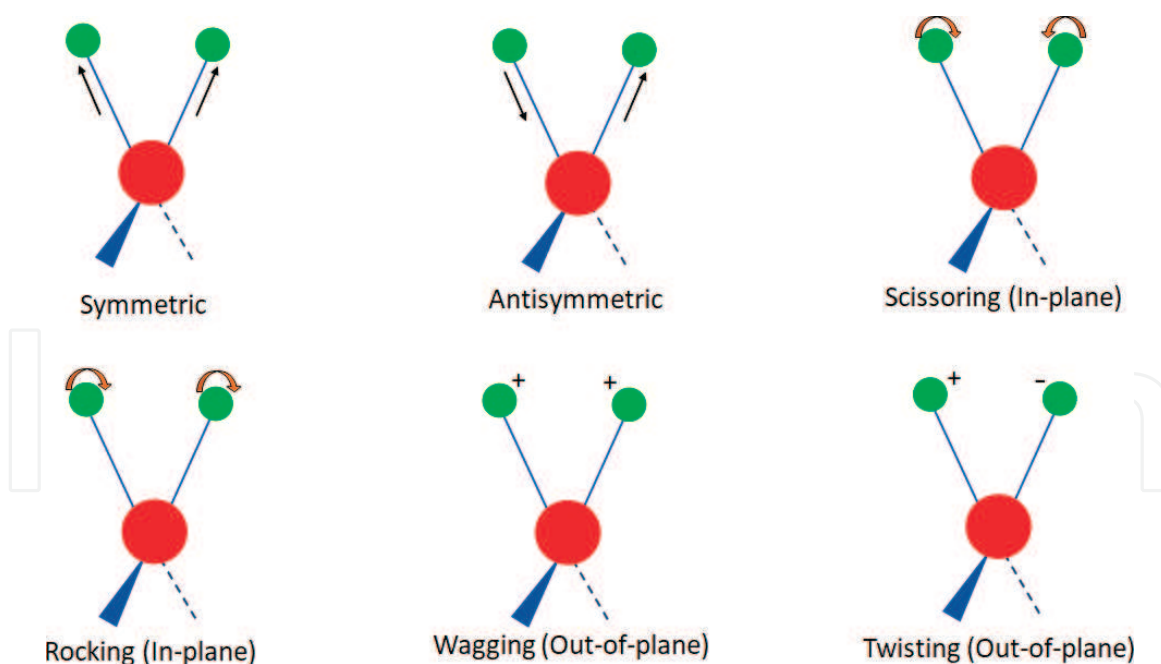 Symmetric
Antisymmetric
Scissoring (In-plane)
+
+
+
-
Rocking (In-plane)
Wagging (Out-of-plane)
Twisting (Out-of-plane)